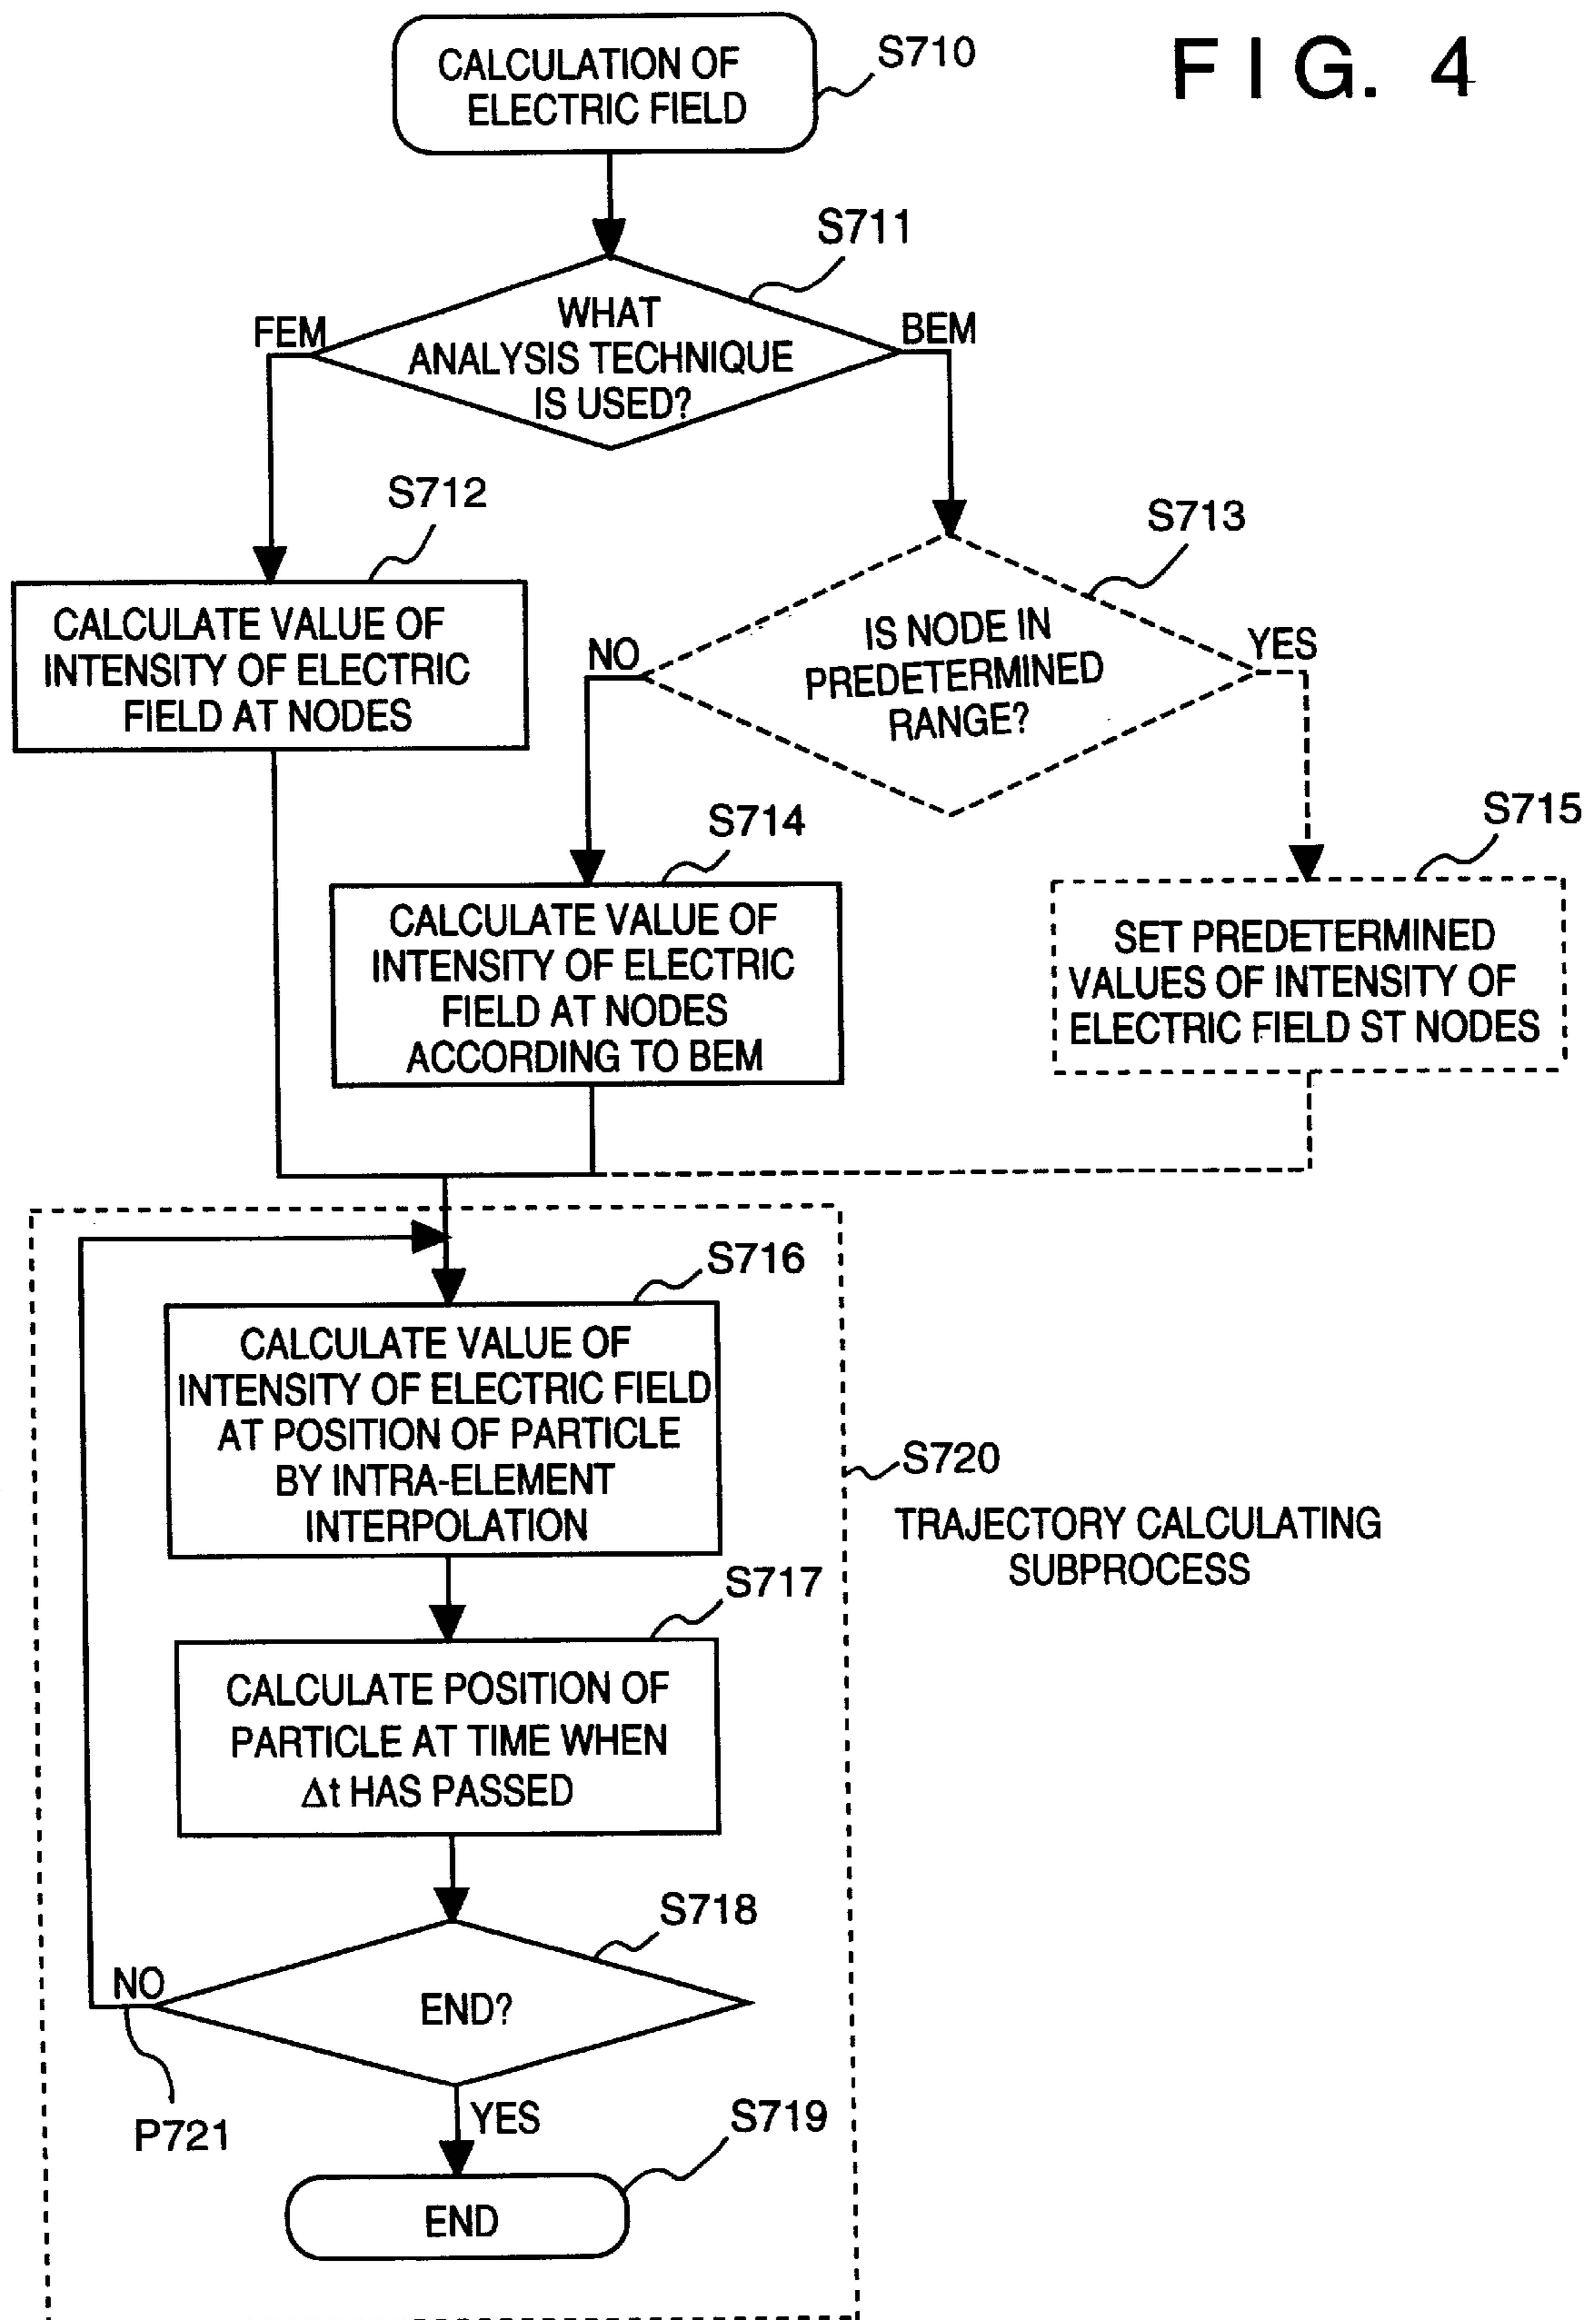 FIG. 4
CALCULATION OF
ELECTRIC FIELD
S710
S711
WHAT
ANALYSIS TECHNIQUE
IS USED?
FEM
BEM
S712
CALCULATE VALUE OF
INTENSITY OF ELECTRIC
FIELD AT NODES
S713
IS NODE IN
PREDETERMINED
RANGE?
NO
YES
S714
CALCULATE VALUE OF
INTENSITY OF ELECTRIC
FIELD AT NODES
ACCORDING TO BEM
S715
SET PREDETERMINED
VALUES OF INTENSITY OF
ELECTRIC FIELD ST NODES
S716
CALCULATE VALUE OF
INTENSITY OF ELECTRIC FIELD
AT POSITION OF PARTICLE
BY INTRA-ELEMENT
INTERPOLATION
S720
TRAJECTORY CALCULATING
SUBPROCESS
S717
CALCULATE POSITION OF
PARTICLE AT TIME WHEN
Δt HAS PASSED
S718
END?
NO
P721
YES
S719
END